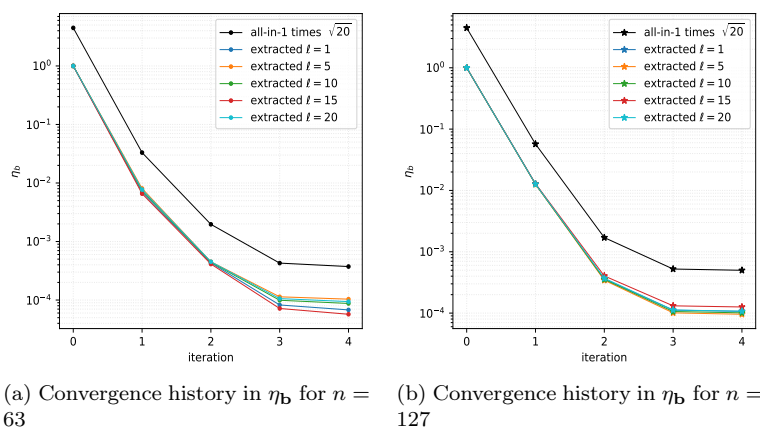 all-in-1 times √20
extracted ℓ = 1
extracted ℓ = 5
extracted ℓ = 10
extracted ℓ = 15
extracted ℓ = 20
10⁰
10⁻¹
10⁻²
10⁻³
10⁻⁴
η_b
0 1 2 3 4
iteration
(a) Convergence history in η_𝐛 for n =
63
all-in-1 times √20
extracted ℓ = 1
extracted ℓ = 5
extracted ℓ = 10
extracted ℓ = 15
extracted ℓ = 20
10⁰
10⁻¹
10⁻²
10⁻³
10⁻⁴
η_b
0 1 2 3 4
iteration
(b) Convergence history in η_𝐛 for n =
127